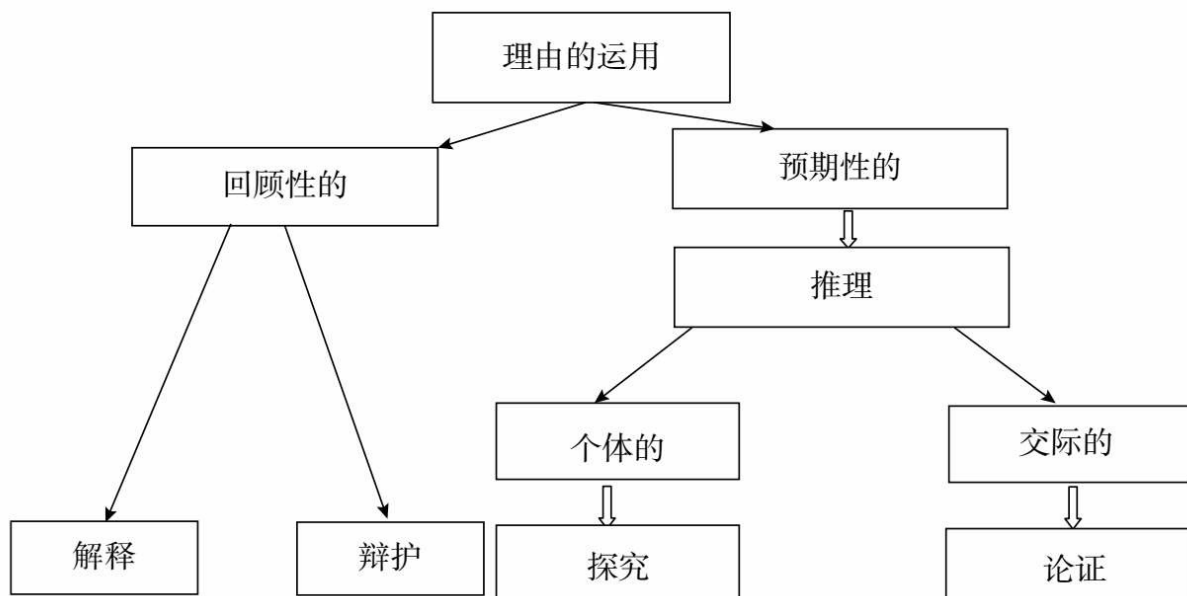 理由的运用
回顾性的
预期性的
推理
个体的
交际的
解释
辩护
探究
论证